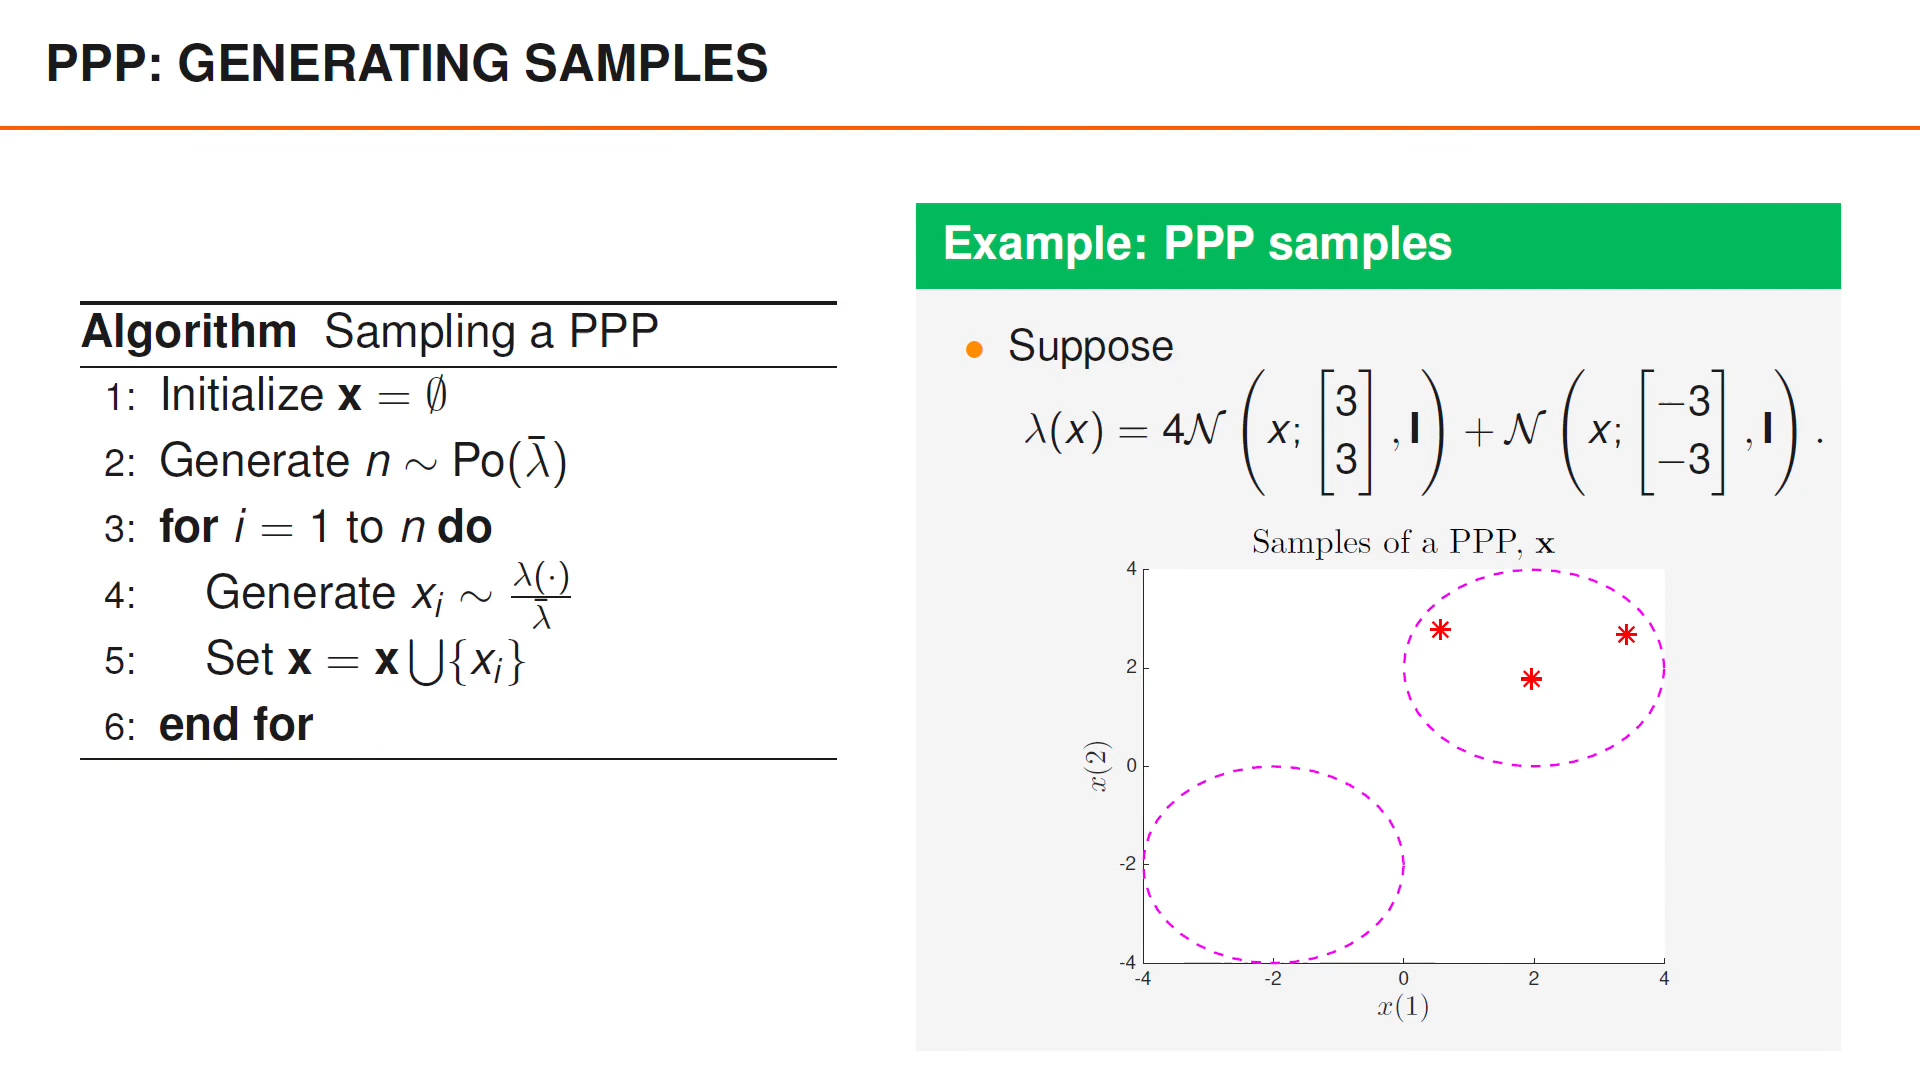 PPP: GENERATING SAMPLES
Algorithm Sampling a PPP
1: Initialize x = ∅
2: Generate n ∼ Po(λ̄)
3: for i = 1 to n do
4: Generate xᵢ ∼ λ(·)/λ̄
5: Set x = x ⋃{xᵢ}
6: end for
Example: PPP samples
• Suppose
λ(x) = 4𝒩 (x; [3 3], I) + 𝒩 (x; [−3 −3], I) .
Samples of a PPP, x
4
2
0
-2
-4
x(2)
-4 -2 0 2 4
x(1)